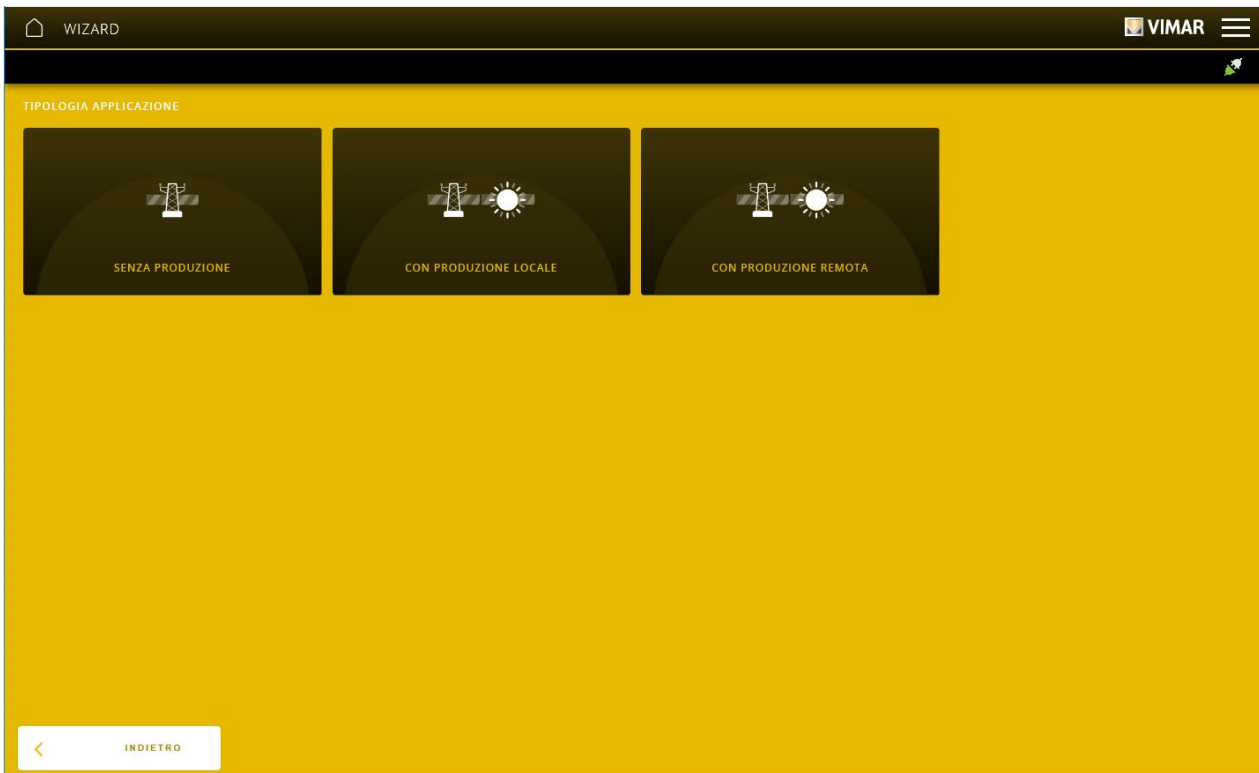 WIZARD
VIMAR
TIPOLOGIA APPLICAZIONE
SENZA PRODUZIONE
CON PRODUZIONE LOCALE
CON PRODUZIONE REMOTA
INDIETRO